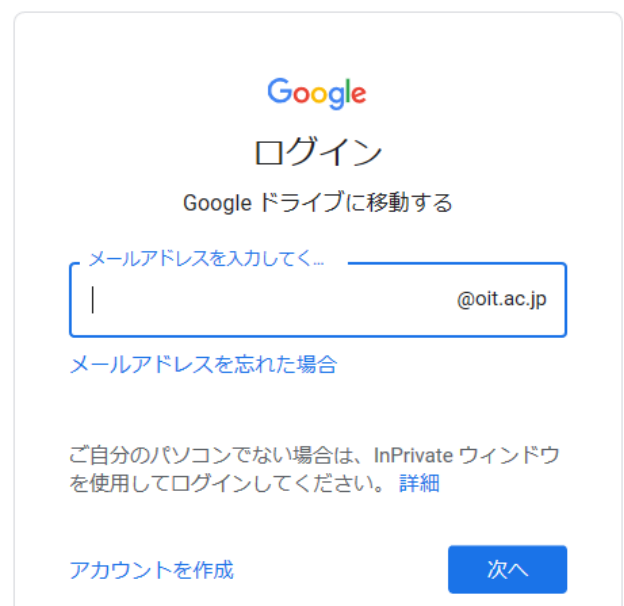 Google
ログイン
Google ドライブに移動する
メールアドレスを入力してく...
@oit.ac.jp
メールアドレスを忘れた場合
ご自分のパソコンでない場合は、InPrivate ウィンドウ
を使用してログインしてください。 詳細
アカウントを作成
次へ